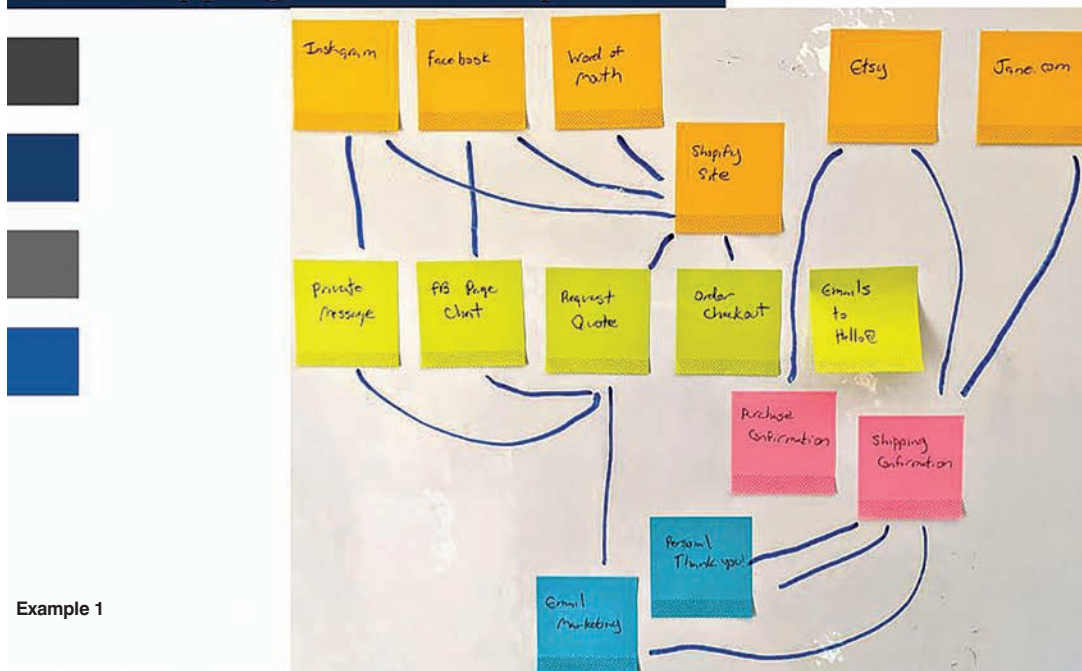 Instagram
facebook
Word of
mouth
Etsy
Jane.com
Shopify
Site
Private
Message
FB Page
Chat
Request
Quote
Order
Checkout
Emails
to
Hello@
Purchase
Confirmation
Shipping
Confirmation
Personl
Thank you!
Email
Marketing
Example 1